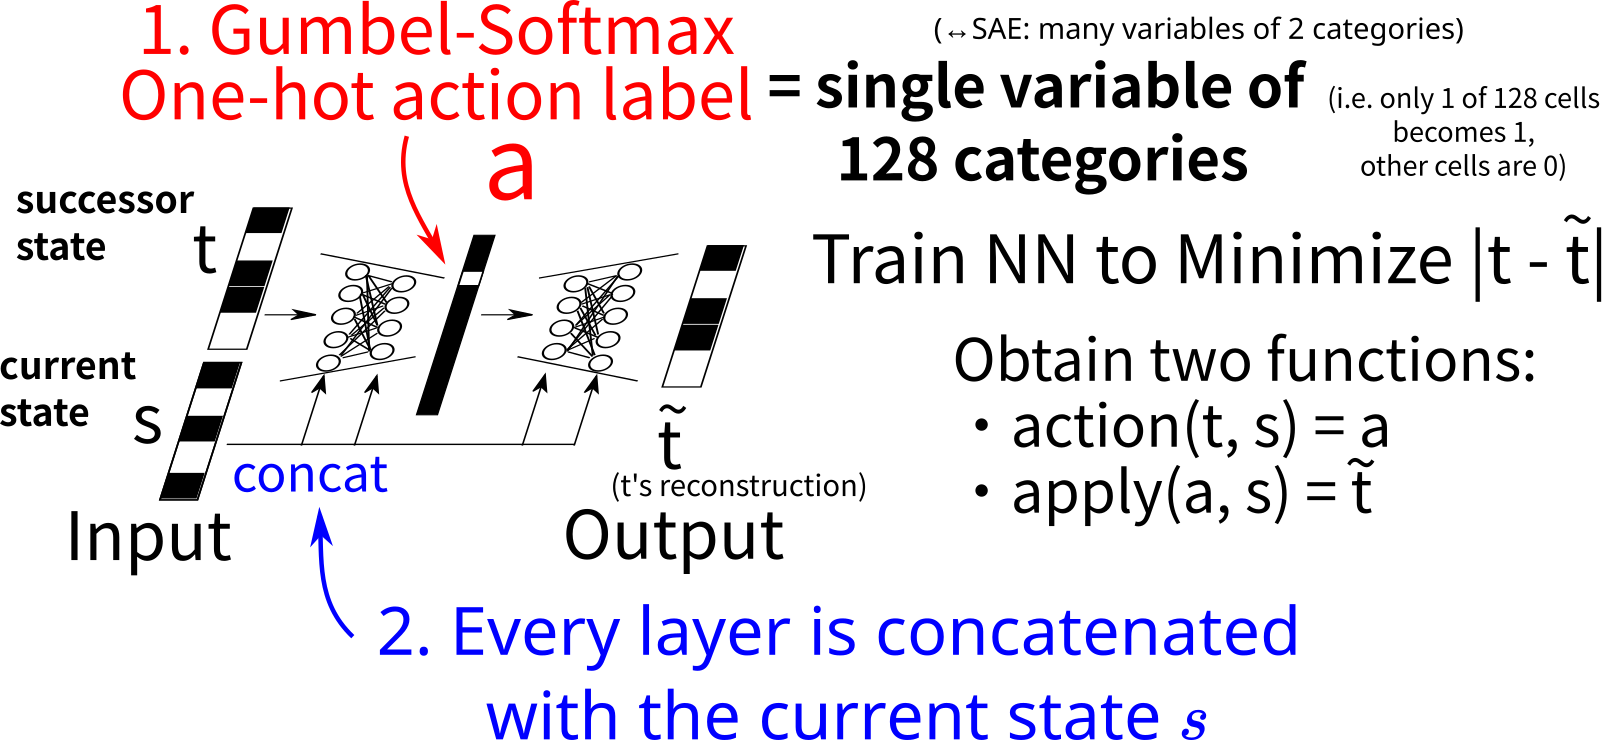 1. Gumbel-Softmax
One-hot action label
a
(↔SAE: many variables of 2 categories)
= single variable of
128 categories
(i.e. only 1 of 128 cells
becomes 1,
other cells are 0)
successor
state
t
current
state
s
concat
Input
t̃
(t's reconstruction)
Output
Train NN to Minimize |t - t̃|
Obtain two functions:
・action(t, s) = a
・apply(a, s) = t̃
2. Every layer is concatenated
with the current state s